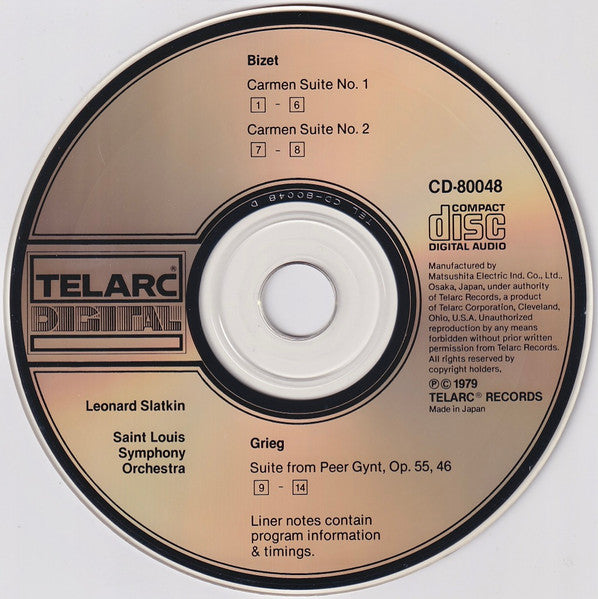 Bizet
Carmen Suite No. 1
1 - 6
Carmen Suite No. 2
7 - 8
CD-80048
COMPACT
disc
DIGITAL AUDIO
TEL CD-80048 D
TELARC®
DIGITAL
Manufactured by
Matsushita Electric Ind. Co., Ltd.,
Osaka, Japan, under authority
of Telarc Records, a product
of Telarc Corporation, Cleveland,
Ohio, U.S.A. Unauthorized
reproduction by any means
forbidden without prior written
permission from Telarc Records.
All rights reserved by
copyright holders,
℗ © 1979
TELARC® RECORDS
Made in Japan
Leonard Slatkin
Saint Louis
Symphony
Orchestra
Grieg
Suite from Peer Gynt, Op. 55, 46
9 - 14
Liner notes contain
program information
& timings.